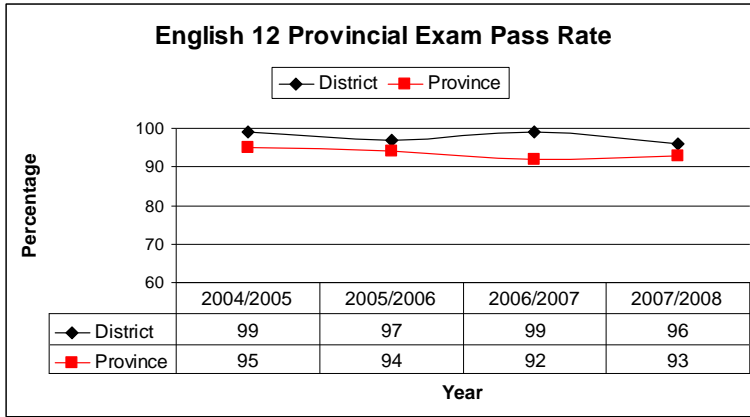 English 12 Provincial Exam Pass Rate
District Province
100
90
80
70
60
Percentage
2004/2005 2005/2006 2006/2007 2007/2008
District 99 97 99 96
Province 95 94 92 93
Year